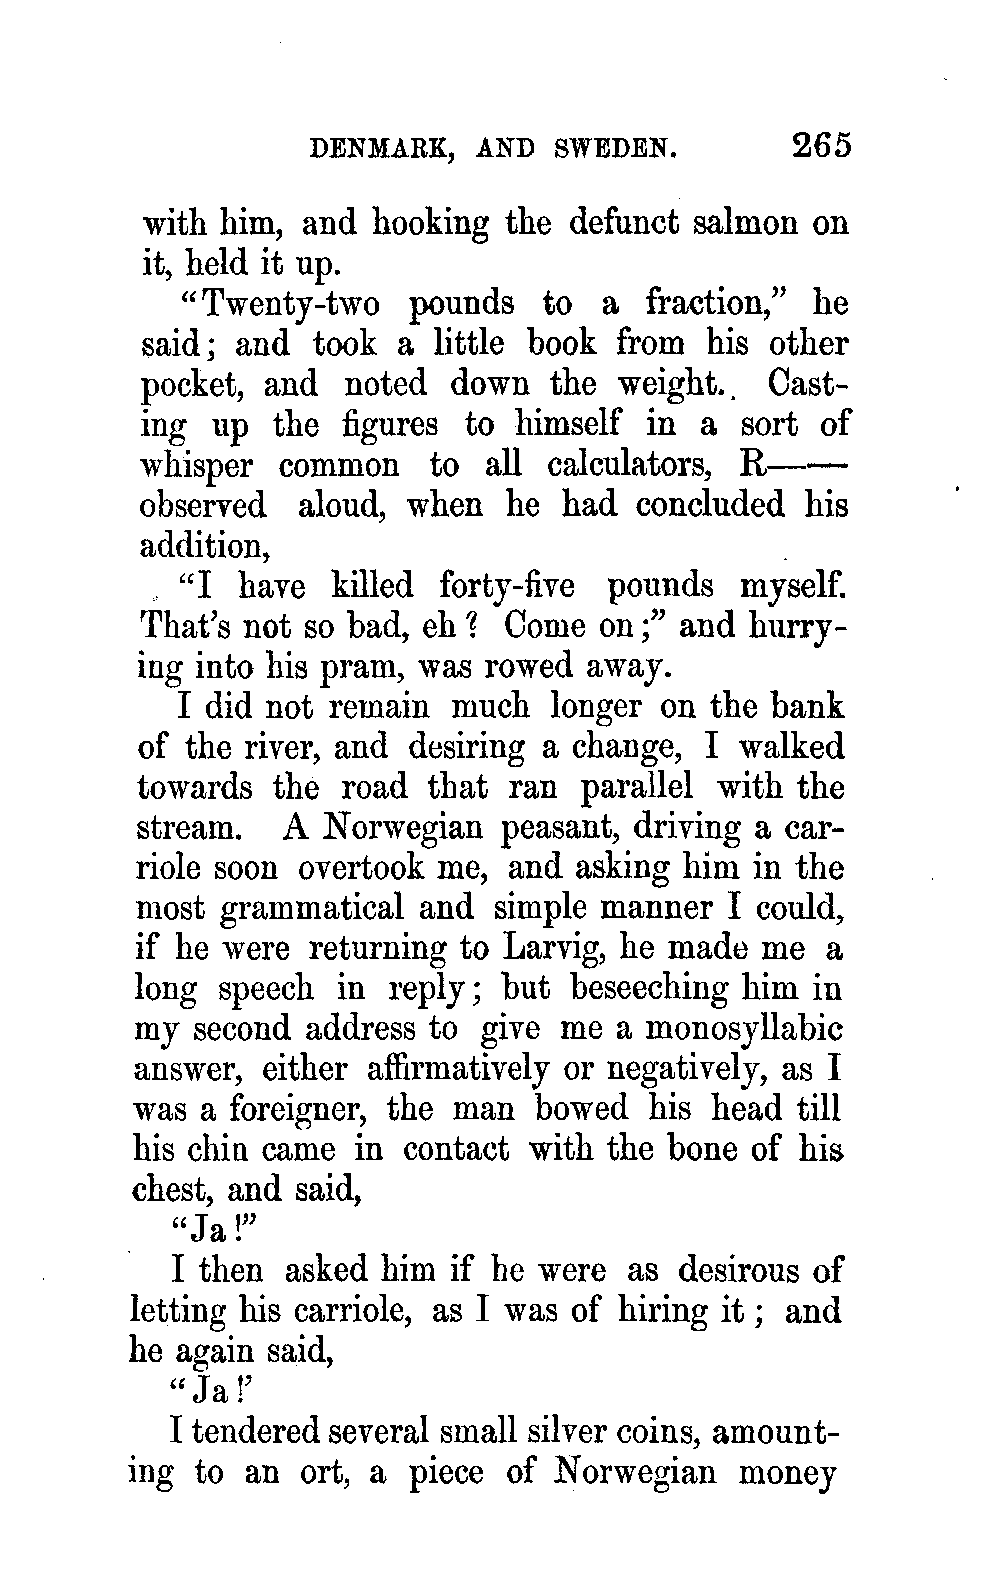 DENMARK, AND SWEDEN. 265
with him, and hooking the defunct salmon on
it, held it up.
"Twenty-two pounds to a fraction," he
said; and took a little book from his other
pocket, and noted down the weight. Cast-
ing up the figures to himself in a sort of
whisper common to all calculators, R——
observed aloud, when he had concluded his
addition,
"I have killed forty-five pounds myself.
That's not so bad, eh? Come on;" and hurry-
ing into his pram, was rowed away.
I did not remain much longer on the bank
of the river, and desiring a change, I walked
towards the road that ran parallel with the
stream. A Norwegian peasant, driving a car-
riole soon overtook me, and asking him in the
most grammatical and simple manner I could,
if he were returning to Larvig, he made me a
long speech in reply; but beseeching him in
my second address to give me a monosyllabic
answer, either affirmatively or negatively, as I
was a foreigner, the man bowed his head till
his chin came in contact with the bone of his
chest, and said,
"Ja!"
I then asked him if he were as desirous of
letting his carriole, as I was of hiring it; and
he again said,
"Ja!'
I tendered several small silver coins, amount-
ing to an ort, a piece of Norwegian money